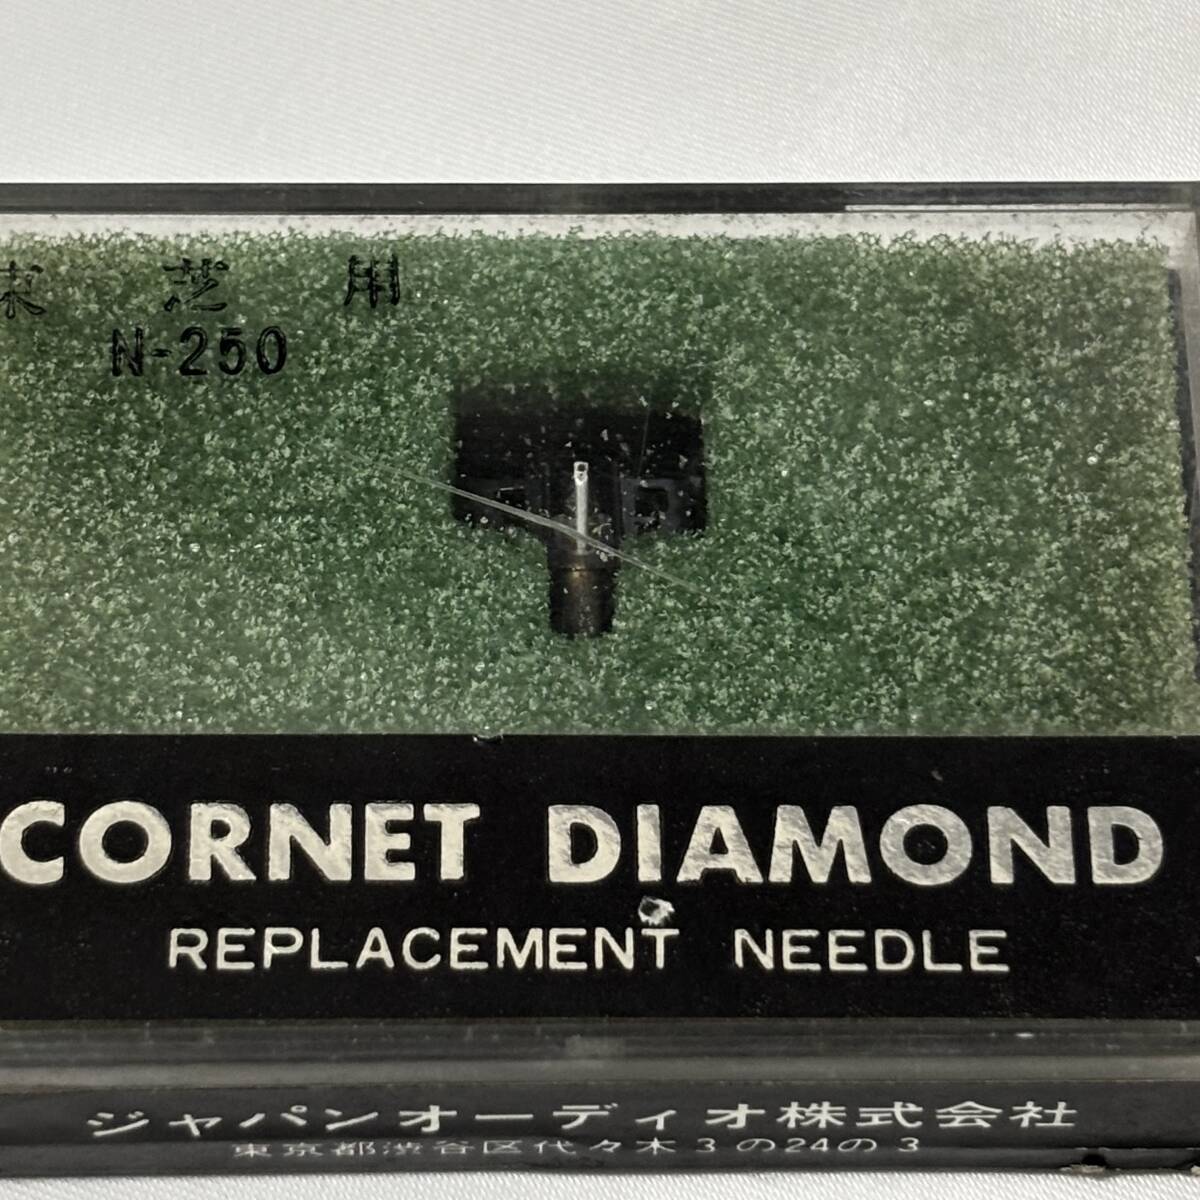 東芝用
N-250
CORNET DIAMOND
REPLACEMENT NEEDLE
ジャパンオーディオ株式会社
東京都渋谷区代々木3の24の3